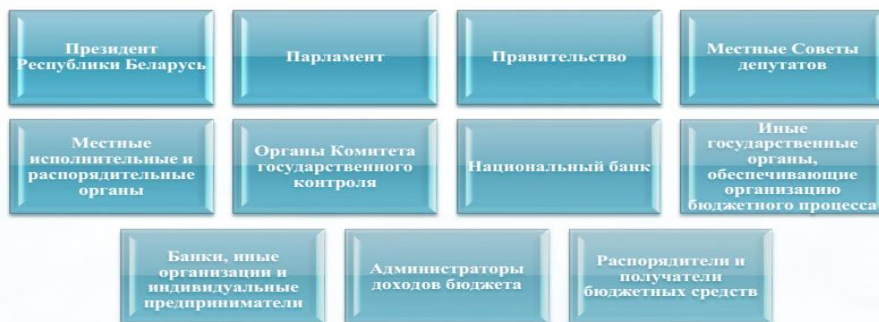 Президент
Республики Беларусь
Парламент
Правительство
Местные Советы
депутатов
Местные
исполнительные и
распорядительные
органы
Органы Комитета
государственного
контроля
Национальный банк
Иные
государственные
органы,
обеспечивающие
организацию
бюджетного процесса
Банки, иные
организации и
индивидуальные
предприниматели
Администраторы
доходов бюджета
Распорядители и
получатели
бюджетных средств